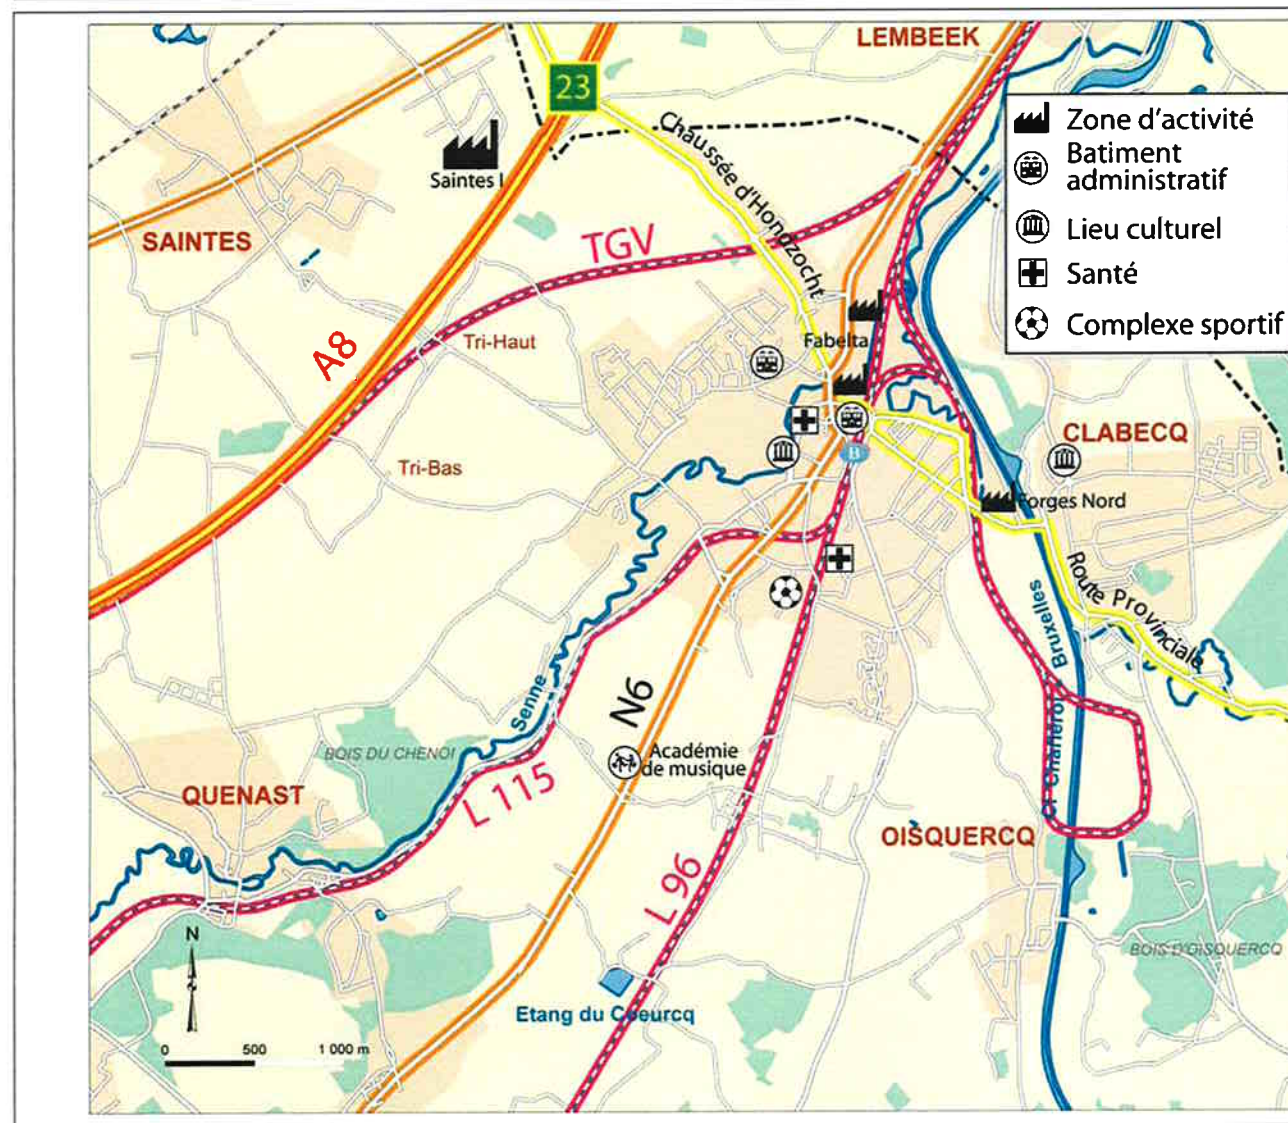 LEMBEEK
23
Zone d'activité
Batiment
administratif
Lieu culturel
Santé
Complexe sportif
Chaussée d'Hondzocht
Saintes I
SAINTES
TGV
A8
Tri-Haut
Fabelta
Tri-Bas
B
CLABECQ
Forges Nord
Route Provinciale
Senne
N6
Cl Charleroi Bruxelles
BOIS DU CHENOI
Académie
de musique
QUENAST
L 115
OISQUERCQ
L 96
N
BOIS D'OISQUERCQ
Etang du Coeurcq
0 500 1 000 m